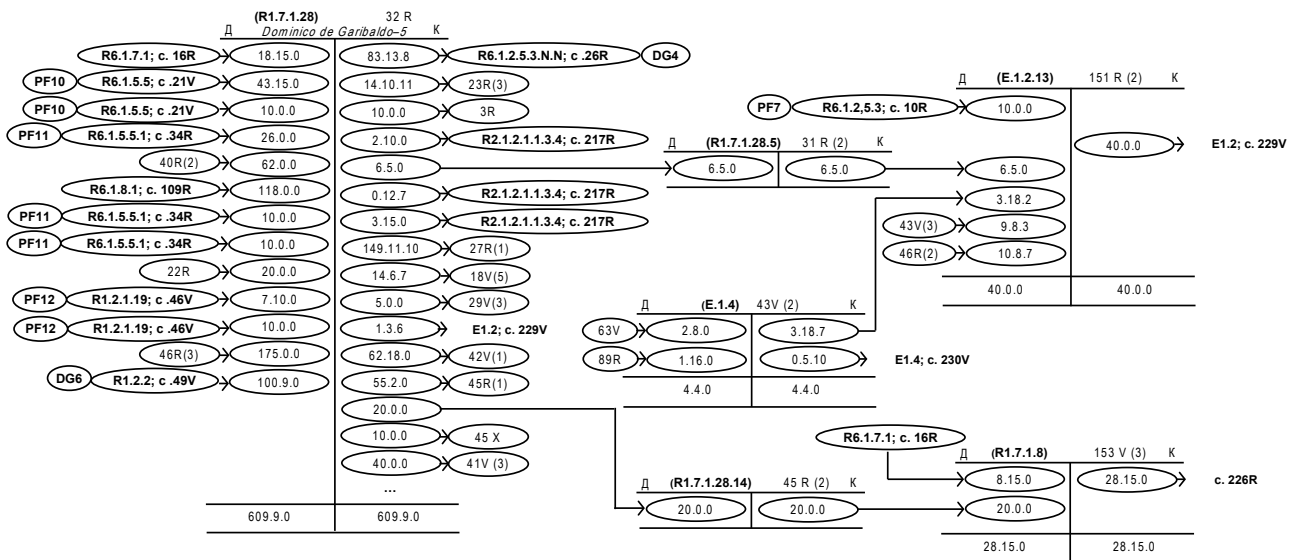 (R1.7.1.28) 32 R
Д Dominico de Garibaldo–5 К
R6.1.7.1; c. 16R 18.15.0 83.13.8 R6.1.2.5.3.N.N; c .26R DG4
PF10 R6.1.5.5; c .21V 43.15.0 14.10.11 23R(3)
PF10 R6.1.5.5; c .21V 10.0.0 10.0.0 3R
PF11 R6.1.5.5.1; c .34R 26.0.0 2.10.0 R2.1.2.1.1.3.4; c. 217R
40R(2) 62.0.0 6.5.0
R6.1.8.1; c. 109R 118.0.0 0.12.7 R2.1.2.1.1.3.4; c. 217R
PF11 R6.1.5.5.1; c .34R 10.0.0 3.15.0 R2.1.2.1.1.3.4; c. 217R
PF11 R6.1.5.5.1; c .34R 10.0.0 149.11.10 27R(1)
22R 20.0.0 14.6.7 18V(5)
PF12 R1.2.1.19; c .46V 7.10.0 5.0.0 29V(3)
PF12 R1.2.1.19; c .46V 10.0.0 1.3.6 E1.2; c. 229V
46R(3) 175.0.0 62.18.0 42V(1)
DG6 R1.2.2; c .49V 100.9.0 55.2.0 45R(1)
20.0.0
10.0.0 45 X
40.0.0 41V (3)
...
609.9.0 609.9.0
Д (R1.7.1.28.5) 31 R (2) К
6.5.0 6.5.0
Д (E.1.2.13) 151 R (2) К
PF7 R6.1.2,5.3; c. 10R 10.0.0
40.0.0 E1.2; c. 229V
6.5.0
3.18.2
43V(3) 9.8.3
46R(2) 10.8.7
40.0.0 40.0.0
Д (E.1.4) 43V (2) К
63V 2.8.0 3.18.7
89R 1.16.0 0.5.10 E1.4; c. 230V
4.4.0 4.4.0
Д (R1.7.1.28.14) 45 R (2) К
20.0.0 20.0.0
R6.1.7.1; c. 16R
Д (R1.7.1.8) 153 V (3) К
8.15.0 28.15.0 c. 226R
20.0.0
28.15.0 28.15.0